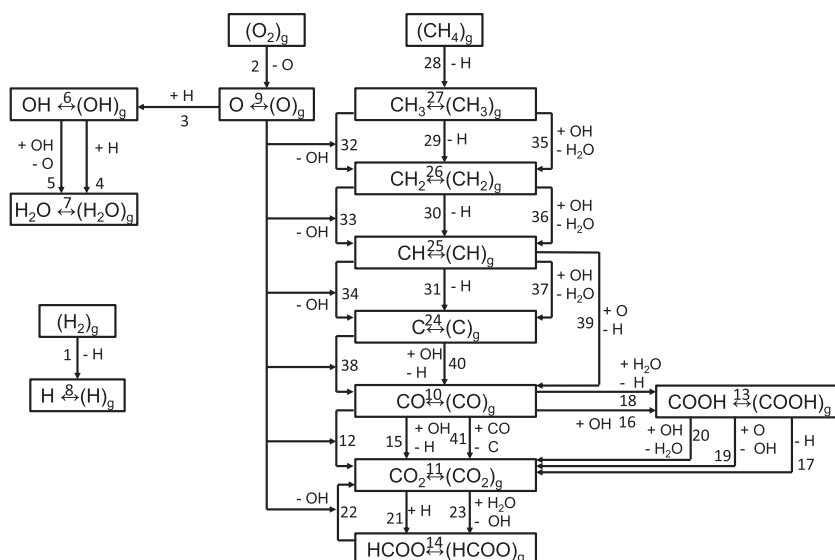 (O₂)g
(CH₄)g
2 - O
28 - H
OH ↔6 (OH)g
+ H
3
O ↔9 (O)g
CH₃ ↔27 (CH₃)g
+ OH
- O
5
+ H
4
- OH
32
29 - H
35
+ OH
- H₂O
H₂O ↔7 (H₂O)g
CH₂ ↔26 (CH₂)g
- OH
33
30 - H
36
+ OH
- H₂O
CH ↔25 (CH)g
- OH
34
31 - H
37
+ OH
- H₂O
39
+ O
- H
(H₂)g
1 - H
H ↔8 (H)g
C ↔24 (C)g
38
+ OH
- H
40
+ H₂O
- H
18
CO ↔10 (CO)g
COOH ↔13 (COOH)g
+ OH 16
12
15
+ OH
- H
41
+ CO
- C
+ OH
- H₂O
20
+ O
- OH
19
- H
17
CO₂ ↔11 (CO₂)g
- OH
22
21
+ H
23
+ H₂O
- OH
HCOO ↔14 (HCOO)g